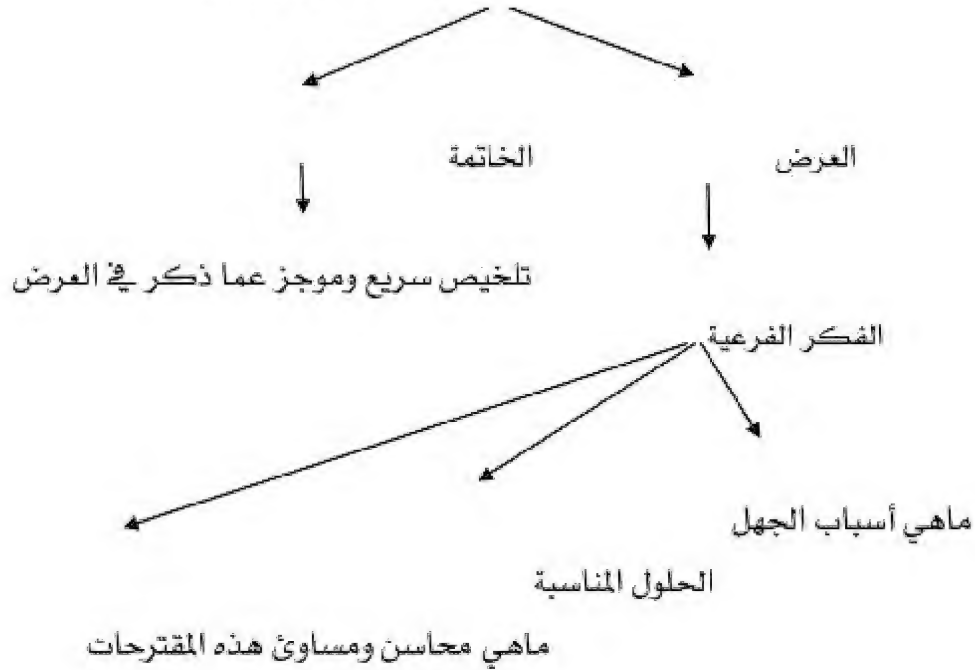 العرض
الخاتمة
تلخيص سريع وموجز عما ذكر في العرض
الفكر الفرعية
ماهي أسباب الجهل
الحلول المناسبة
ماهي محاسن ومساوئ هذه المقترحات